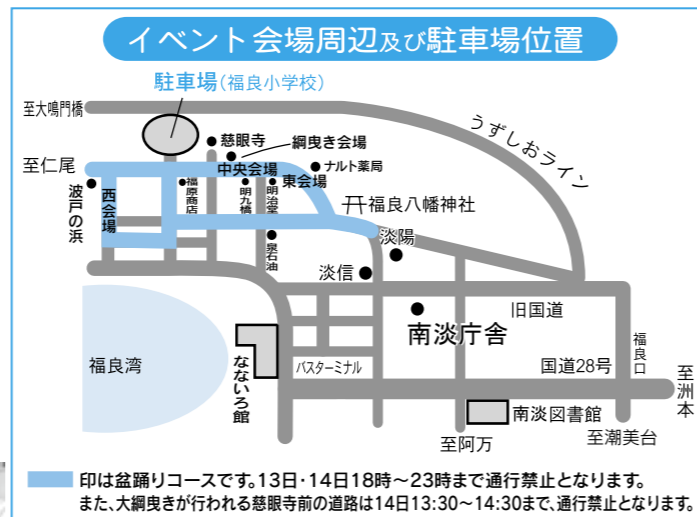 イベント会場周辺及び駐車場位置
駐車場(福良小学校)
至大鳴門橋
うずしおライン
慈眼寺
綱曳き会場
至仁尾
中央会場
ナルト薬局
東会場
波戸の浜
西会場
福原商店
明九橋
明治堂
福良八幡神社
泉石油
淡陽
淡信
南淡庁舎
旧国道
福良湾
なないろ館
バスターミナル
国道28号
福良口
至洲本
南淡図書館
至阿万
至潮美台
印は盆踊りコースです。13日・14日18時～23時まで通行禁止となります。
また、大綱曳きが行われる慈眼寺前の道路は14日13:30～14:30まで、通行禁止となります。